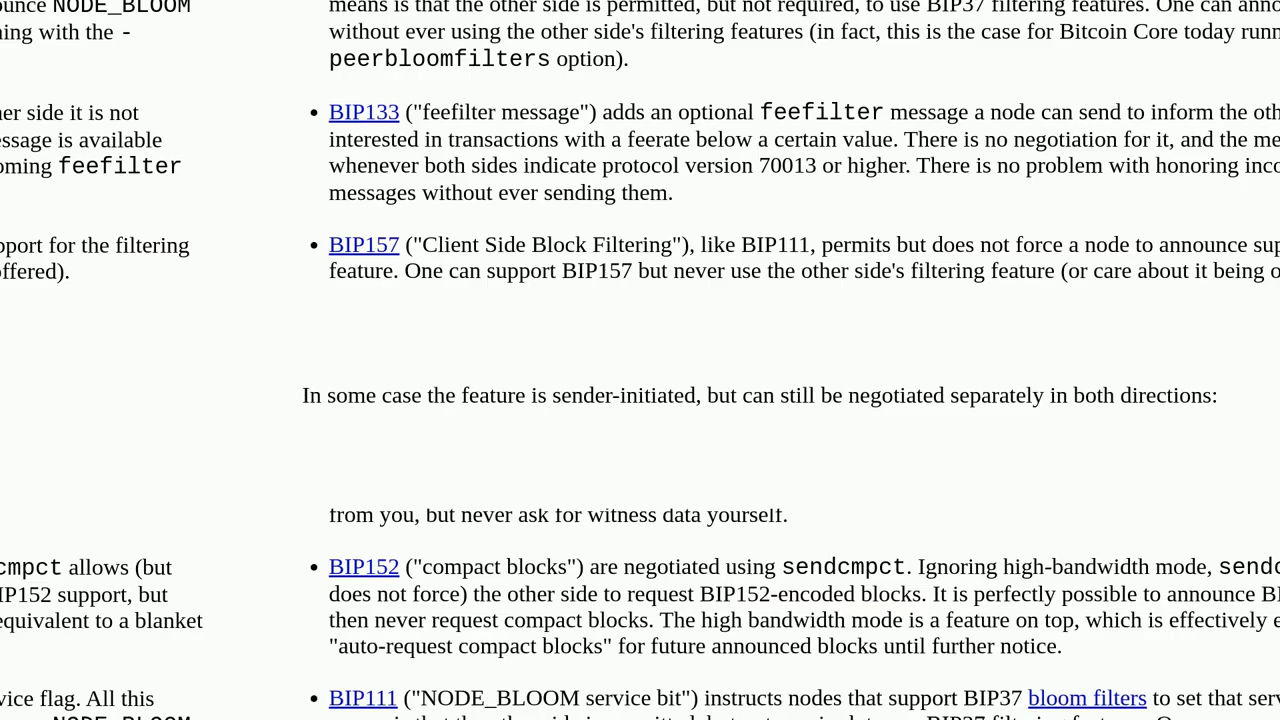 ounce NODE_BLOOM
ning with the -
her side it is not
essage is available
oming feefilter
pport for the filtering
offered).
cmpct allows (but
IP152 support, but
equivalent to a blanket
vice flag. All this
means is that the other side is permitted, but not required, to use BIP37 filtering features. One can anno
without ever using the other side's filtering features (in fact, this is the case for Bitcoin Core today runn
peerbloomfilters option).
• BIP133 ("feefilter message") adds an optional feefilter message a node can send to inform the oth
interested in transactions with a feerate below a certain value. There is no negotiation for it, and the me
whenever both sides indicate protocol version 70013 or higher. There is no problem with honoring inco
messages without ever sending them.
• BIP157 ("Client Side Block Filtering"), like BIP111, permits but does not force a node to announce sup
feature. One can support BIP157 but never use the other side's filtering feature (or care about it being o
In some case the feature is sender-initiated, but can still be negotiated separately in both directions:
from you, but never ask for witness data yourself.
• BIP152 ("compact blocks") are negotiated using sendcmpct. Ignoring high-bandwidth mode, sendc
does not force) the other side to request BIP152-encoded blocks. It is perfectly possible to announce BI
then never request compact blocks. The high bandwidth mode is a feature on top, which is effectively e
"auto-request compact blocks" for future announced blocks until further notice.
• BIP111 ("NODE_BLOOM service bit") instructs nodes that support BIP37 bloom filters to set that serv